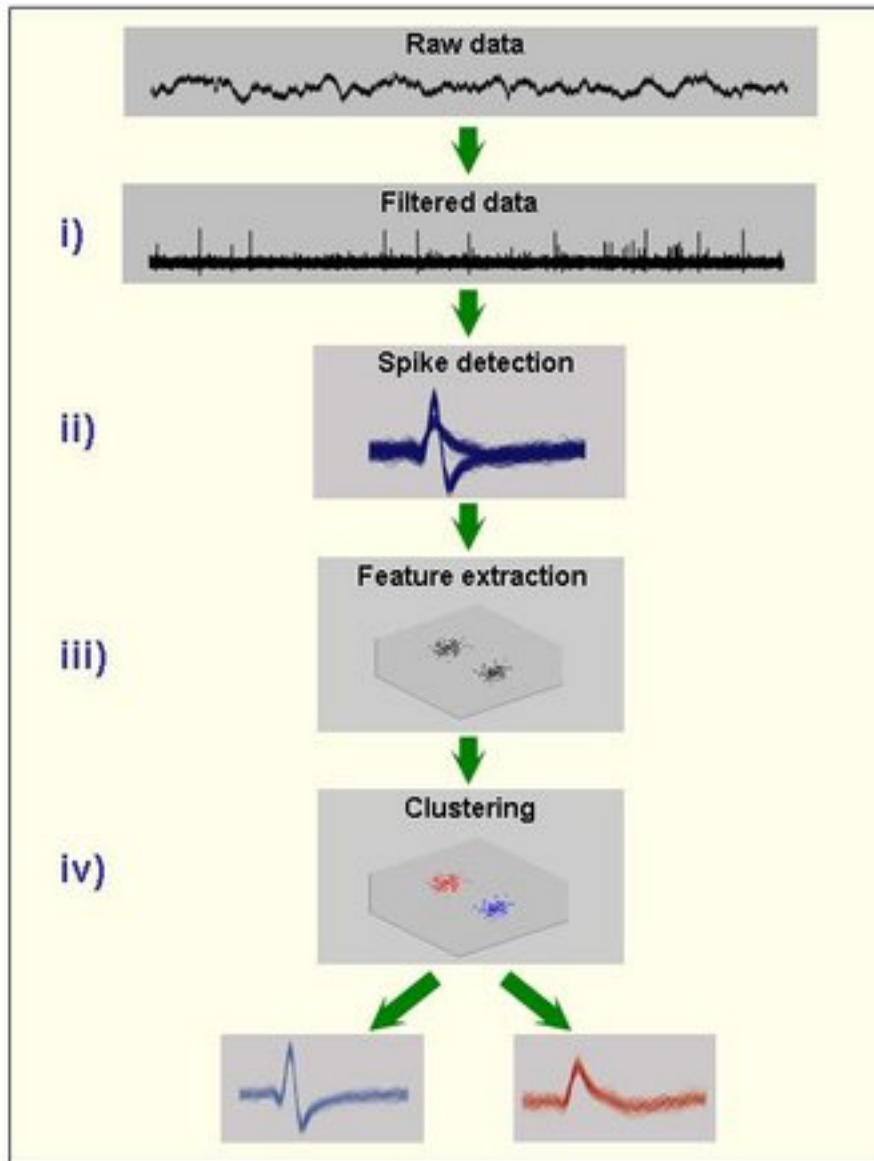 Raw data
i)
Filtered data
Spike detection
ii)
Feature extraction
iii)
Clustering
iv)